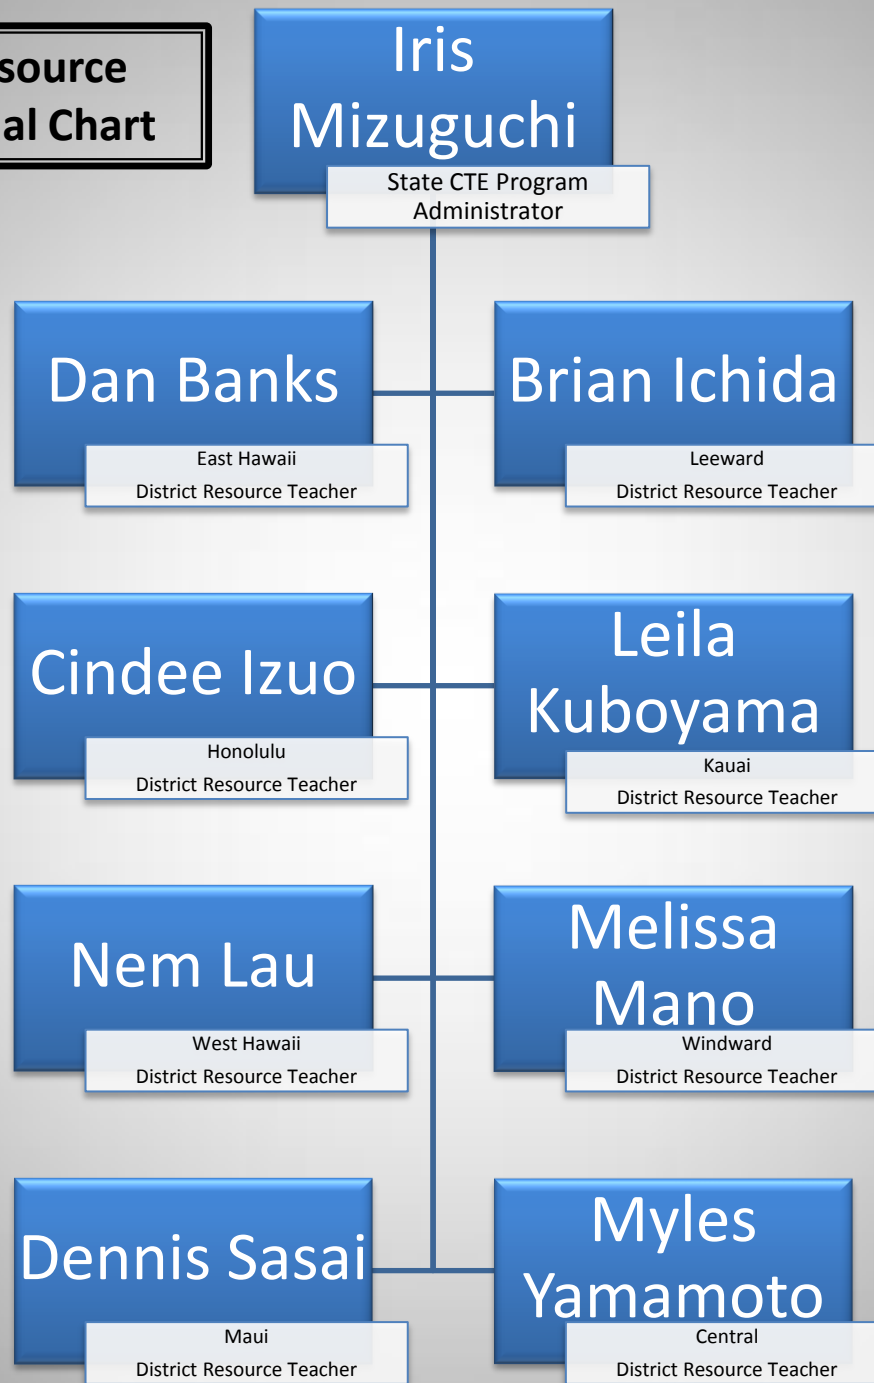 source
al Chart
Iris
Mizuguchi
State CTE Program
Administrator
Dan Banks
East Hawaii
District Resource Teacher
Brian Ichida
Leeward
District Resource Teacher
Cindee Izuo
Honolulu
District Resource Teacher
Leila
Kuboyama
Kauai
District Resource Teacher
Nem Lau
West Hawaii
District Resource Teacher
Melissa
Mano
Windward
District Resource Teacher
Dennis Sasai
Maui
District Resource Teacher
Myles
Yamamoto
Central
District Resource Teacher